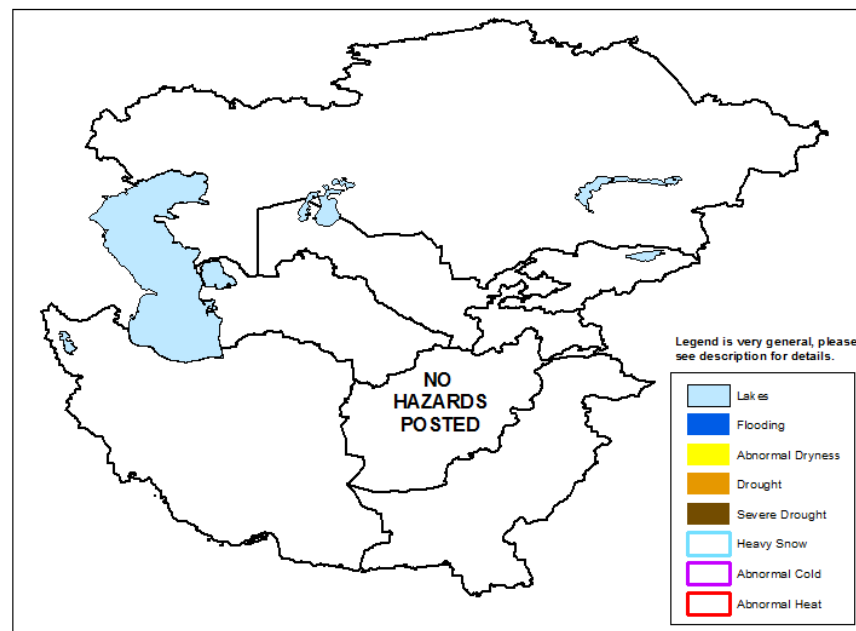 NO
HAZARDS
POSTED
Legend is very general, please
see description for details.
Lakes
Flooding
Abnormal Dryness
Drought
Severe Drought
Heavy Snow
Abnormal Cold
Abnormal Heat